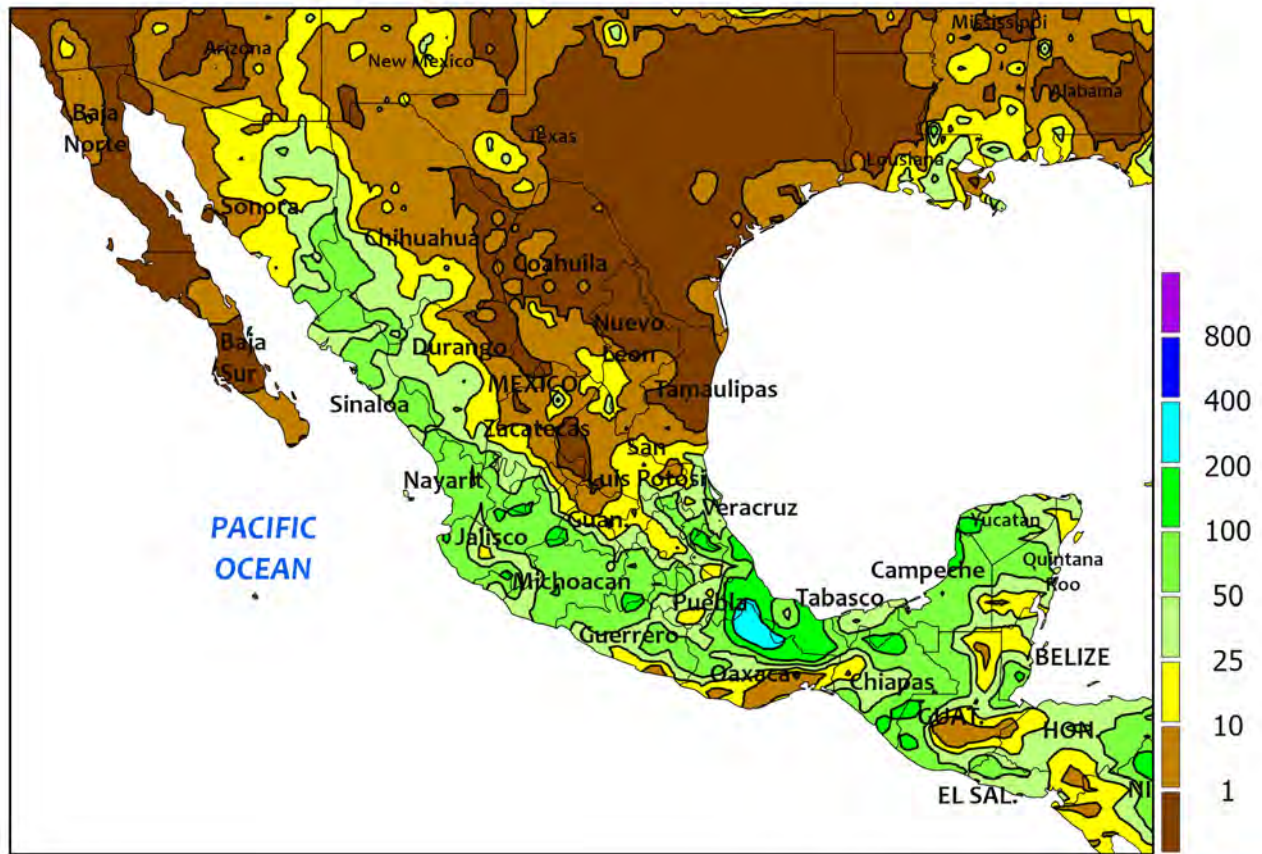 Mississippi
Arizona
New Mexico
Alabama
Baja
Norte
Texas
Lousiana
Sonora
Chihuahua
Coahuila
Nuevo
Leon
Durango
Baja
Sur
MEXICO
Tamaulipas
Sinaloa
Zacatecas
San
Luis Potosi
Nayarit
Veracruz
Guan.
Yucatan
PACIFIC
OCEAN
Jalisco
Quintana
Roo
Campeche
Michoacan
Puebla
Tabasco
Guerrero
BELIZE
Oaxaca
Chiapas
GUAT.
HON.
EL SAL.
NI
800
400
200
100
50
25
10
1